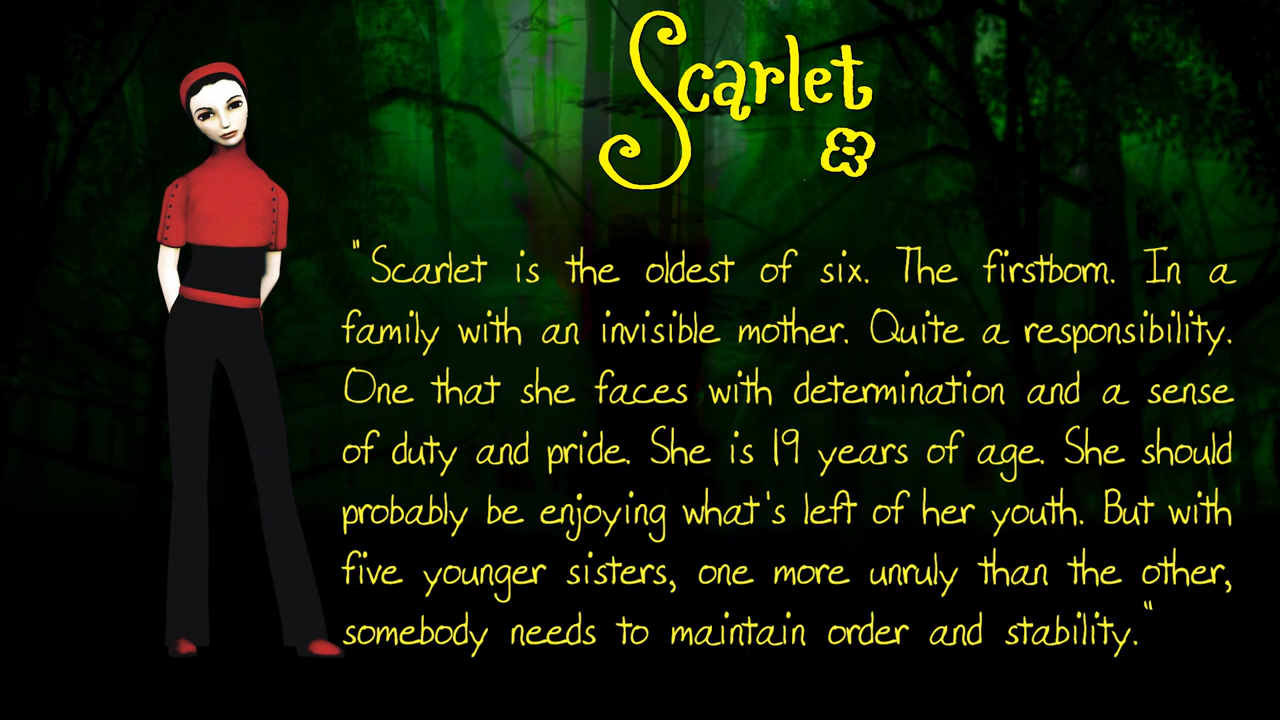 Scarlet
"Scarlet is the oldest of six. The firstborn. In a
family with an invisible mother. Quite a responsibility.
One that she faces with determination and a sense
of duty and pride. She is 19 years of age. She should
probably be enjoying what's left of her youth. But with
five younger sisters, one more unruly than the other,
somebody needs to maintain order and stability."